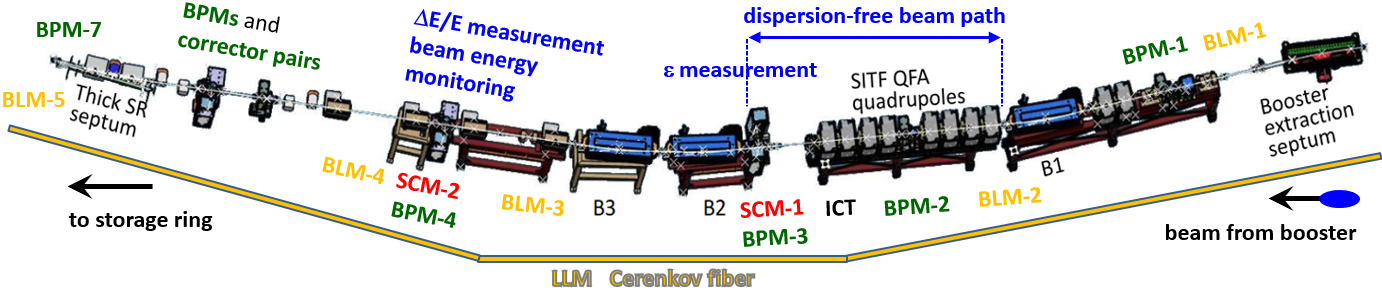 BPM-7
BPMs and
corrector pairs
ΔE/E measurement
beam energy
monitoring
dispersion-free beam path
ε measurement
SITF QFA
quadrupoles
BPM-1
BLM-1
Booster
extraction
septum
BLM-5
Thick SR
septum
BLM-4
SCM-2
BPM-4
BLM-3
B3
B2
SCM-1
BPM-3
ICT
BPM-2
BLM-2
B1
to storage ring
beam from booster
LLM Cerenkov fiber